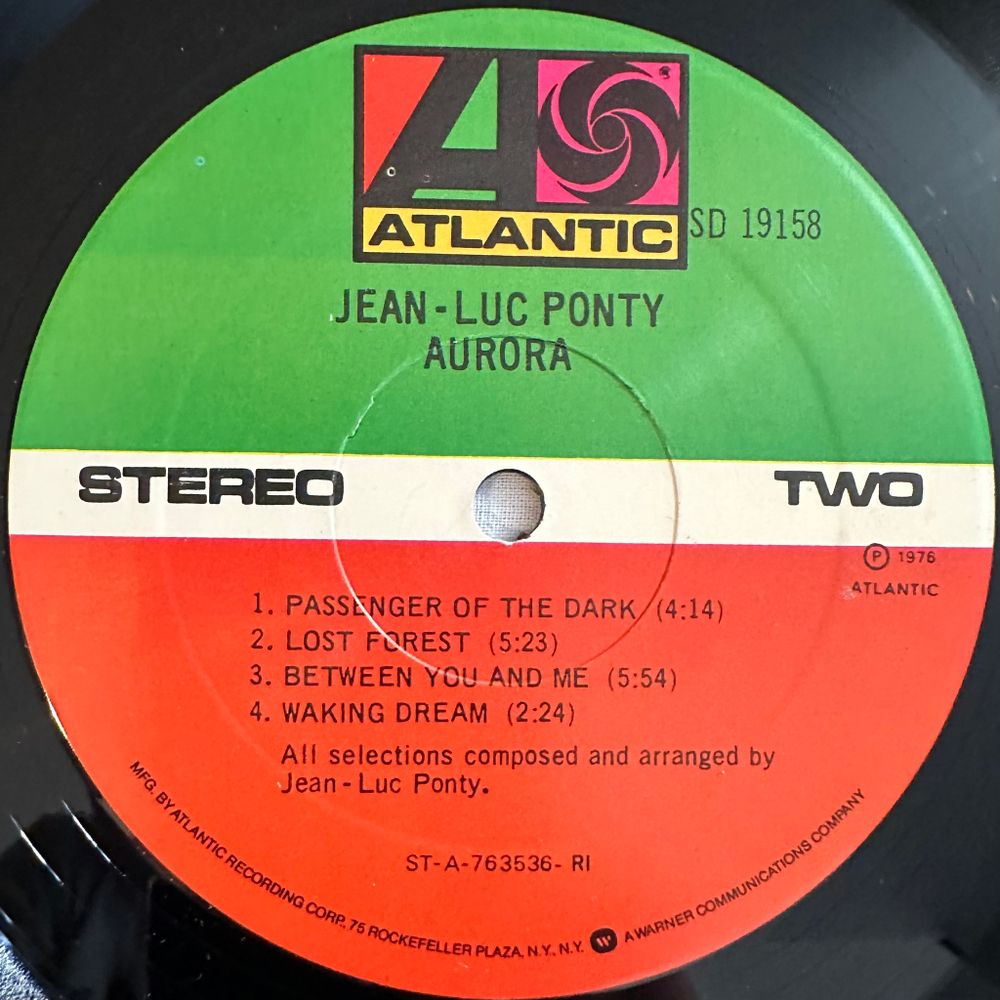 ATLANTIC
SD 19158
JEAN-LUC PONTY
AURORA
STEREO
TWO
Ⓟ 1976
ATLANTIC
1. PASSENGER OF THE DARK (4:14)
2. LOST FOREST (5:23)
3. BETWEEN YOU AND ME (5:54)
4. WAKING DREAM (2:24)
All selections composed and arranged by
Jean-Luc Ponty.
ST-A-763536-RI
MFG. BY ATLANTIC RECORDING CORP., 75 ROCKEFELLER PLAZA, N.Y., N.Y. W A WARNER COMMUNICATIONS COMPANY